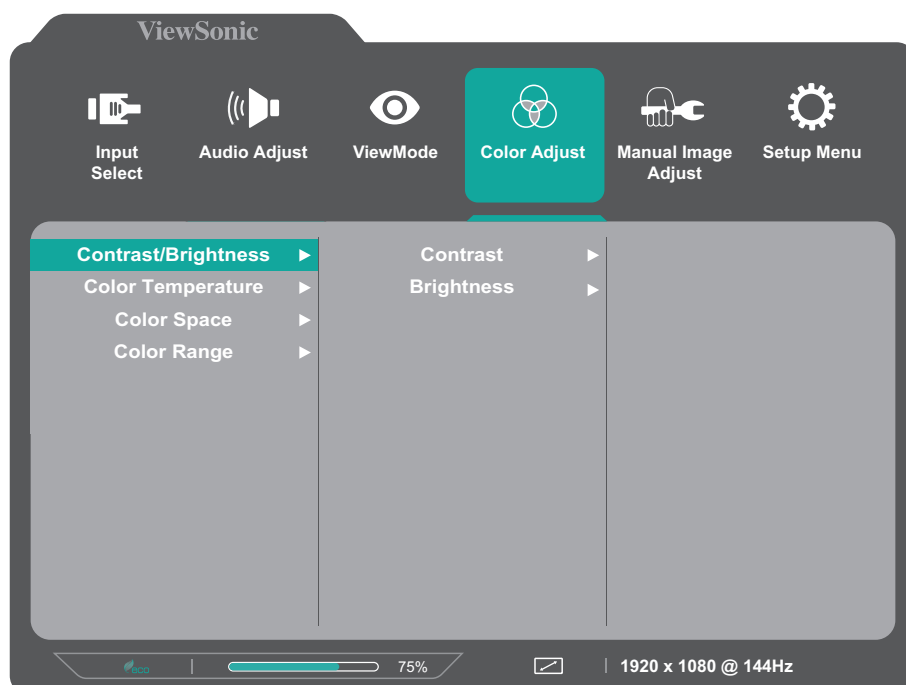 ViewSonic
Input
Select
Audio Adjust
ViewMode
Color Adjust
Manual Image
Adjust
Setup Menu
Contrast/Brightness
Color Temperature
Color Space
Color Range
Contrast
Brightness
eco
75%
1920 x 1080 @ 144Hz